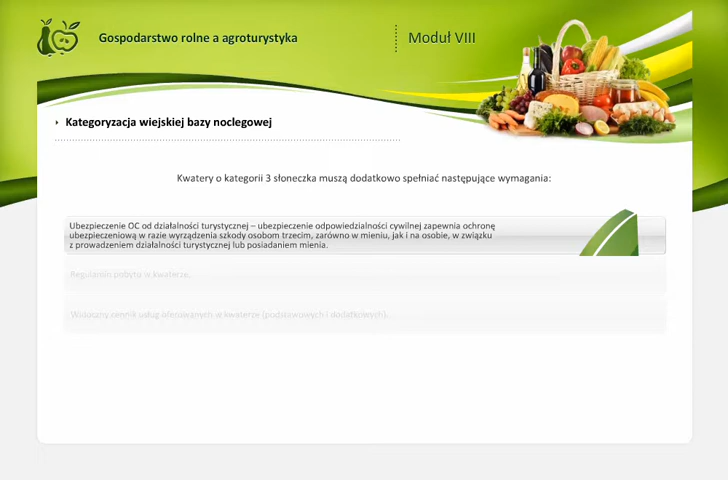 Gospodarstwo rolne a agroturystyka
Moduł VIII
Kategoryzacja wiejskiej bazy noclegowej
Kwatery o kategorii 3 słoneczka muszą dodatkowo spełniać następujące wymagania:
Ubezpieczenie OC od działalności turystycznej – ubezpieczenie odpowiedzialności cywilnej zapewnia ochronę
ubezpieczeniową w razie wyrządzenia szkody osobom trzecim, zarówno w mieniu, jak i na osobie, w związku
z prowadzeniem działalności turystycznej lub posiadaniem mienia.
Regulamin pobytu w kwaterze.
Widoczny cennik usług oferowanych w kwaterze (podstawowych i dodatkowych).